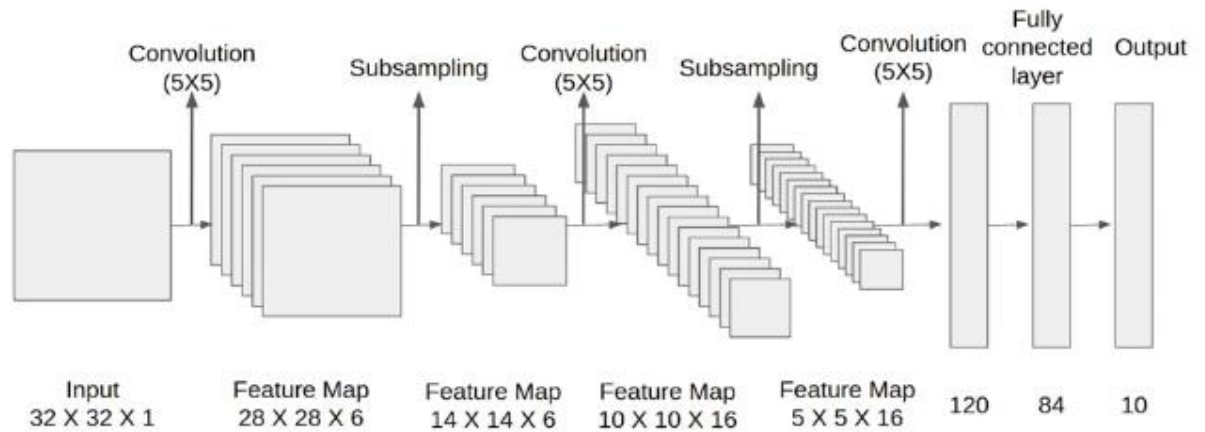 Convolution
(5X5)
Subsampling
Convolution
(5X5)
Subsampling
Convolution
(5X5)
Fully
connected
layer
Output
Input
32 X 32 X 1
Feature Map
28 X 28 X 6
Feature Map
14 X 14 X 6
Feature Map
10 X 10 X 16
Feature Map
5 X 5 X 16
120
84
10